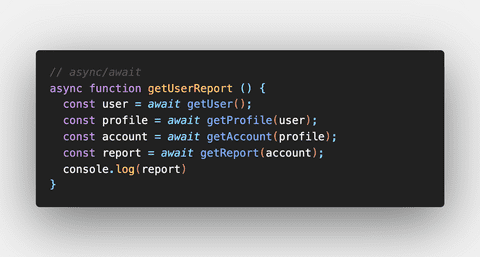 // async/await
async function getUserReport () {
  const user = await getUser();
  const profile = await getProfile(user);
  const account = await getAccount(profile);
  const report = await getReport(account);
  console.log(report)
}